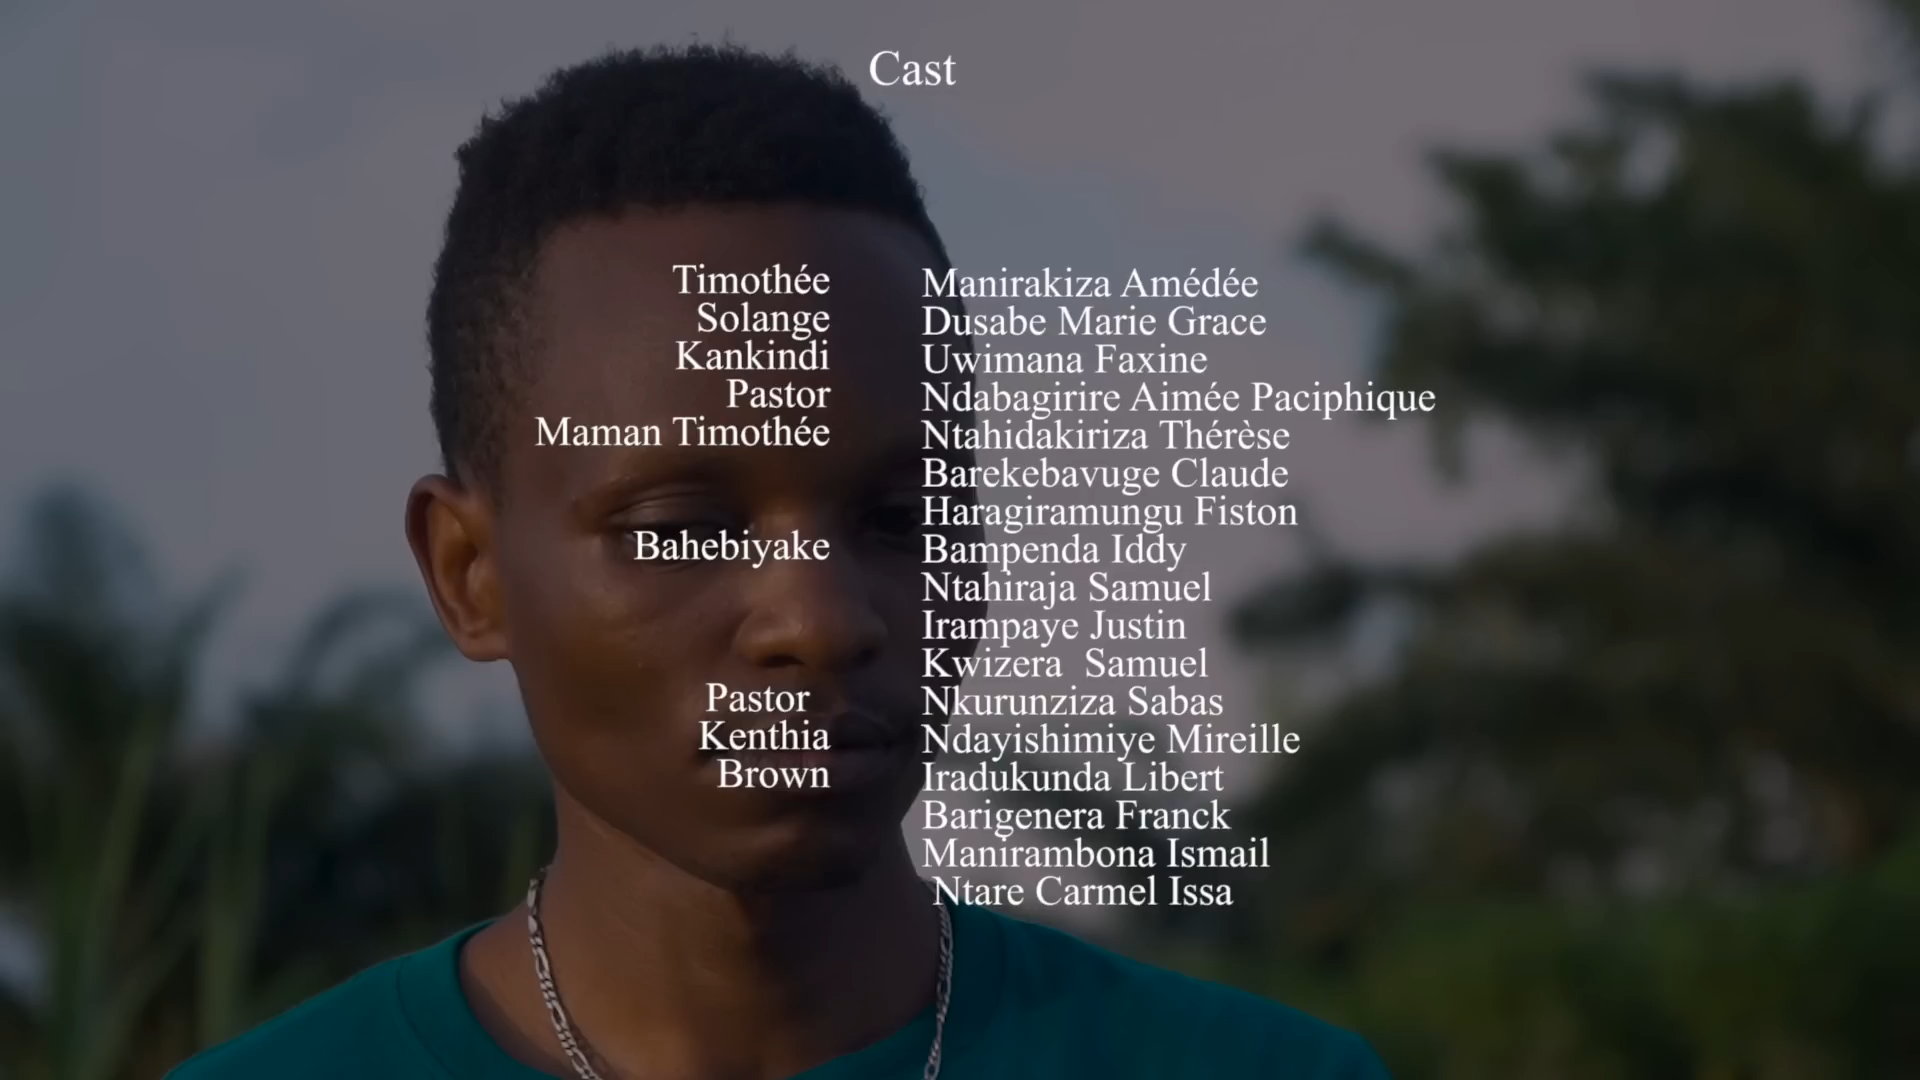 Cast
Timothée Manirakiza Amédée
Solange Dusabe Marie Grace
Kankindi Uwimana Faxine
Pastor Ndabagirire Aimée Paciphique
Maman Timothée Ntahidakiriza Thérèse
Barekebavuge Claude
Haragiramungu Fiston
Bahebiyake Bampenda Iddy
Ntahiraja Samuel
Irampaye Justin
Kwizera  Samuel
Pastor Nkurunziza Sabas
Kenthia Ndayishimiye Mireille
Brown Iradukunda Libert
Barigenera Franck
Manirambona Ismail
Ntare Carmel Issa